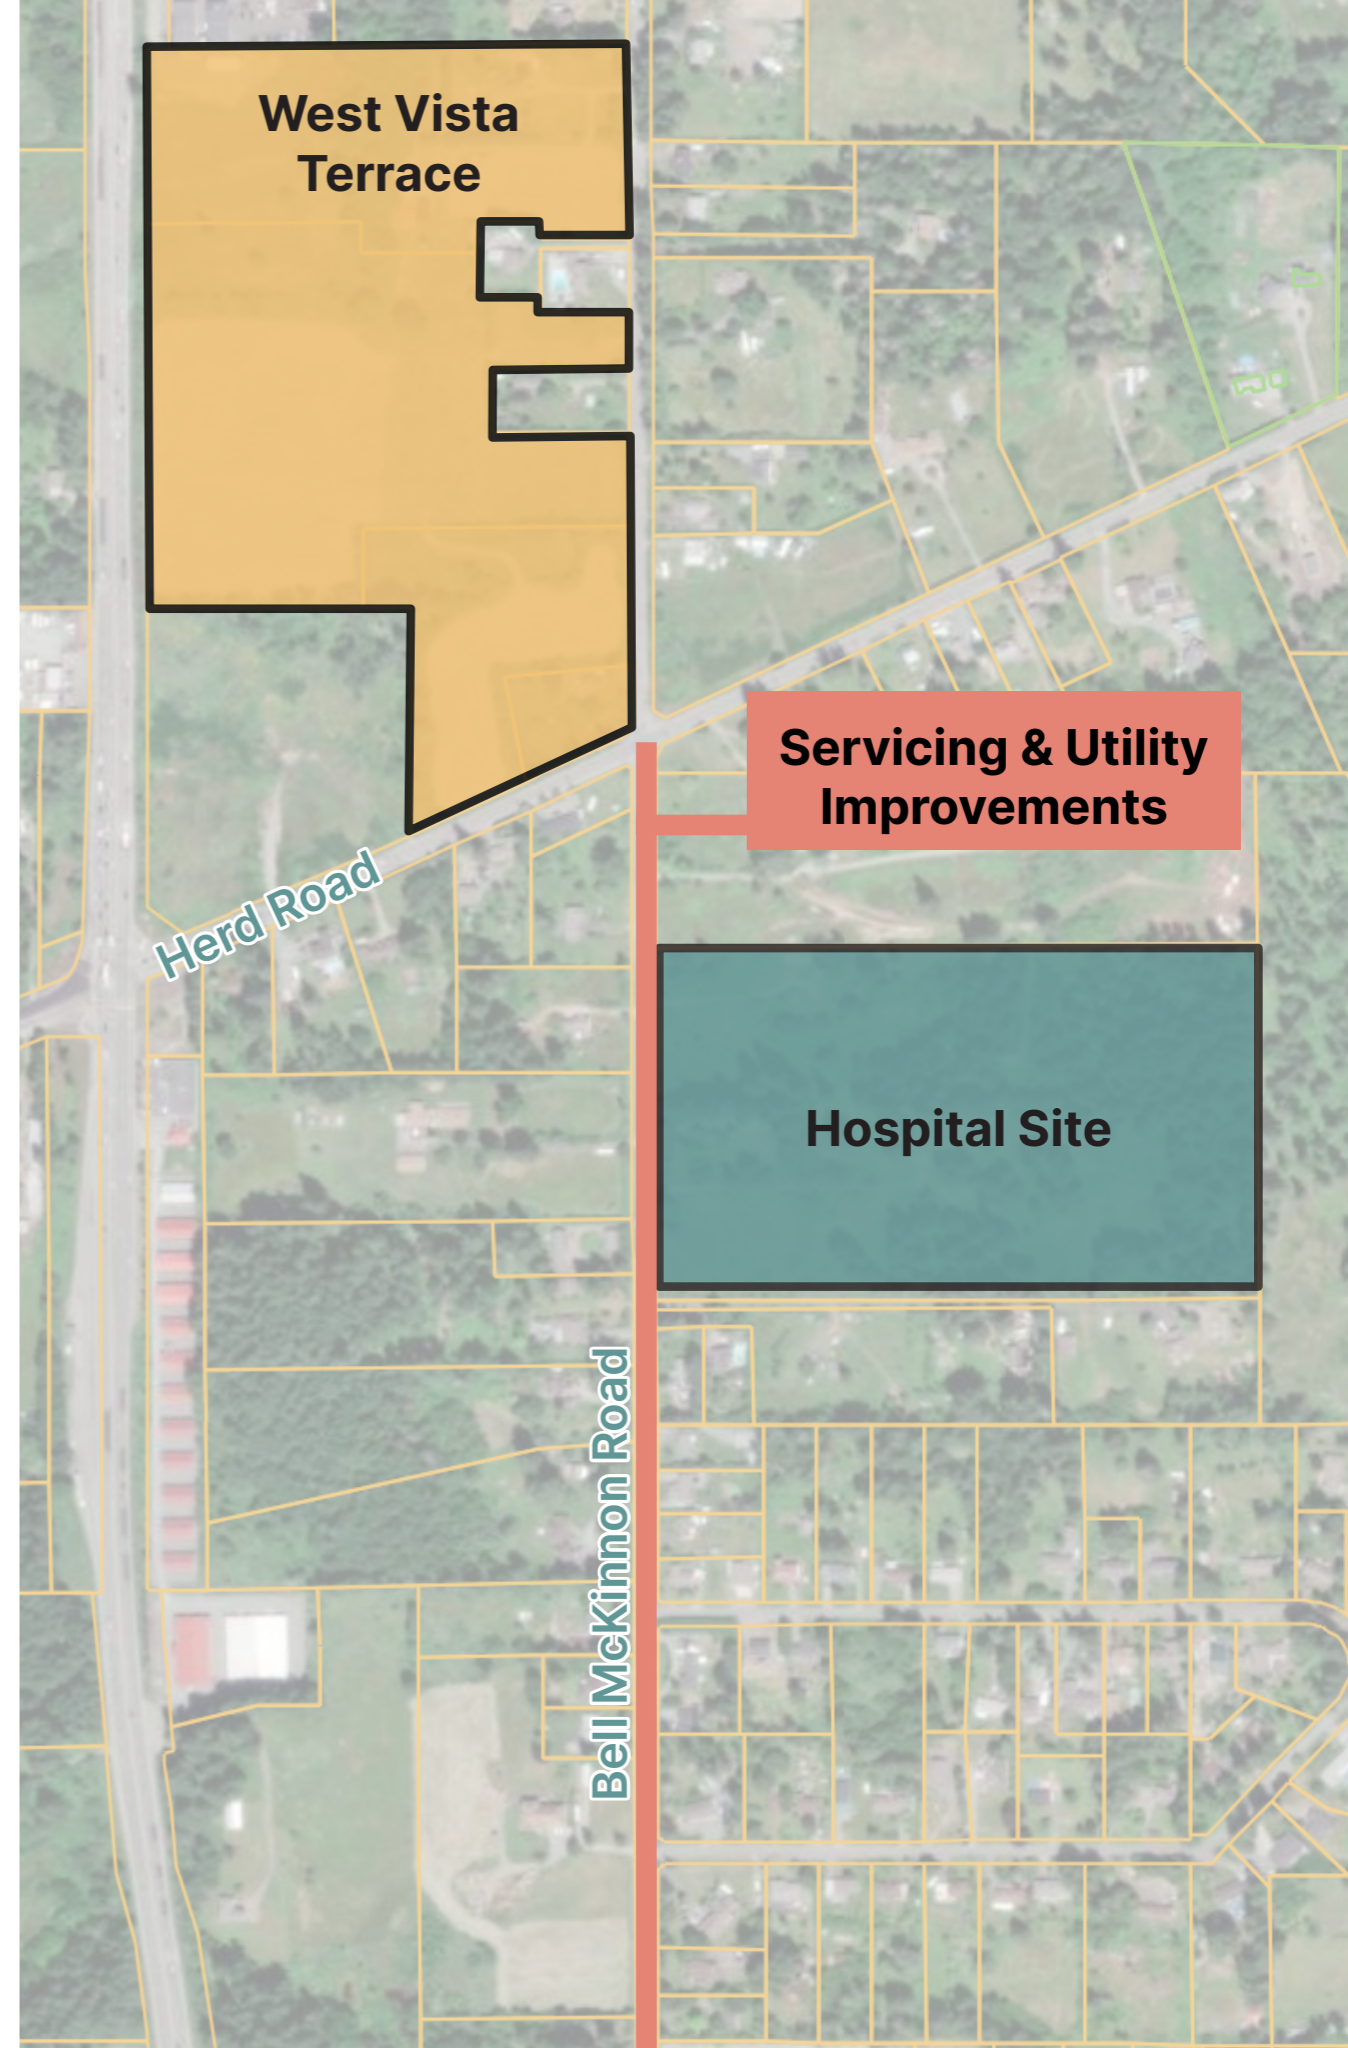 West Vista
Terrace
Servicing & Utility
Improvements
Herd Road
Hospital Site
Bell McKinnon Road